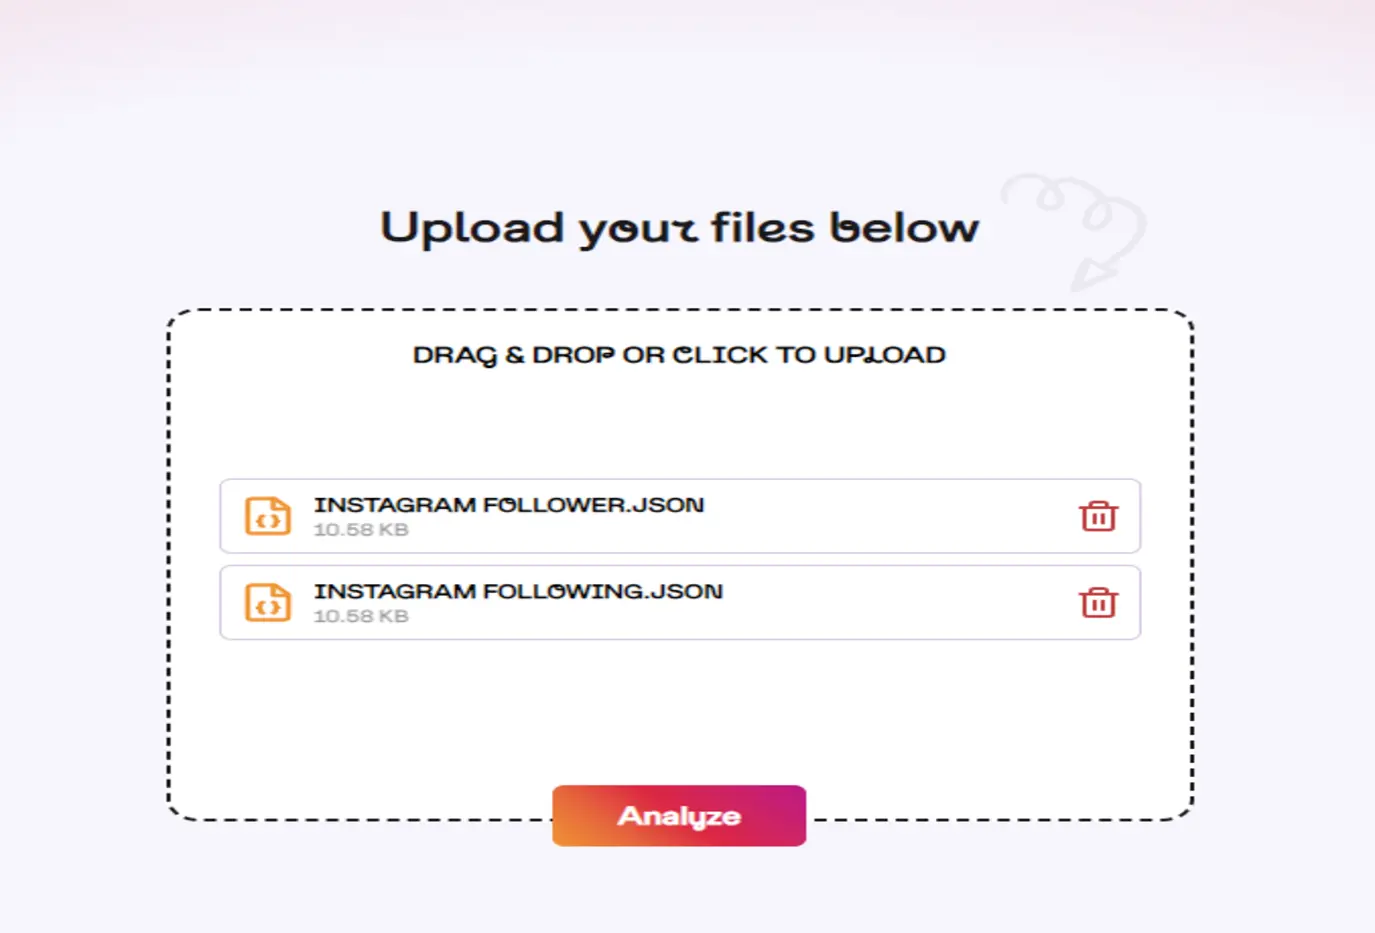 Upload your files below
DRAG & DROP OR CLICK TO UPLOAD
INSTAGRAM FOLLOWER.JSON
10.58 KB
INSTAGRAM FOLLOWING.JSON
10.58 KB
Analyze